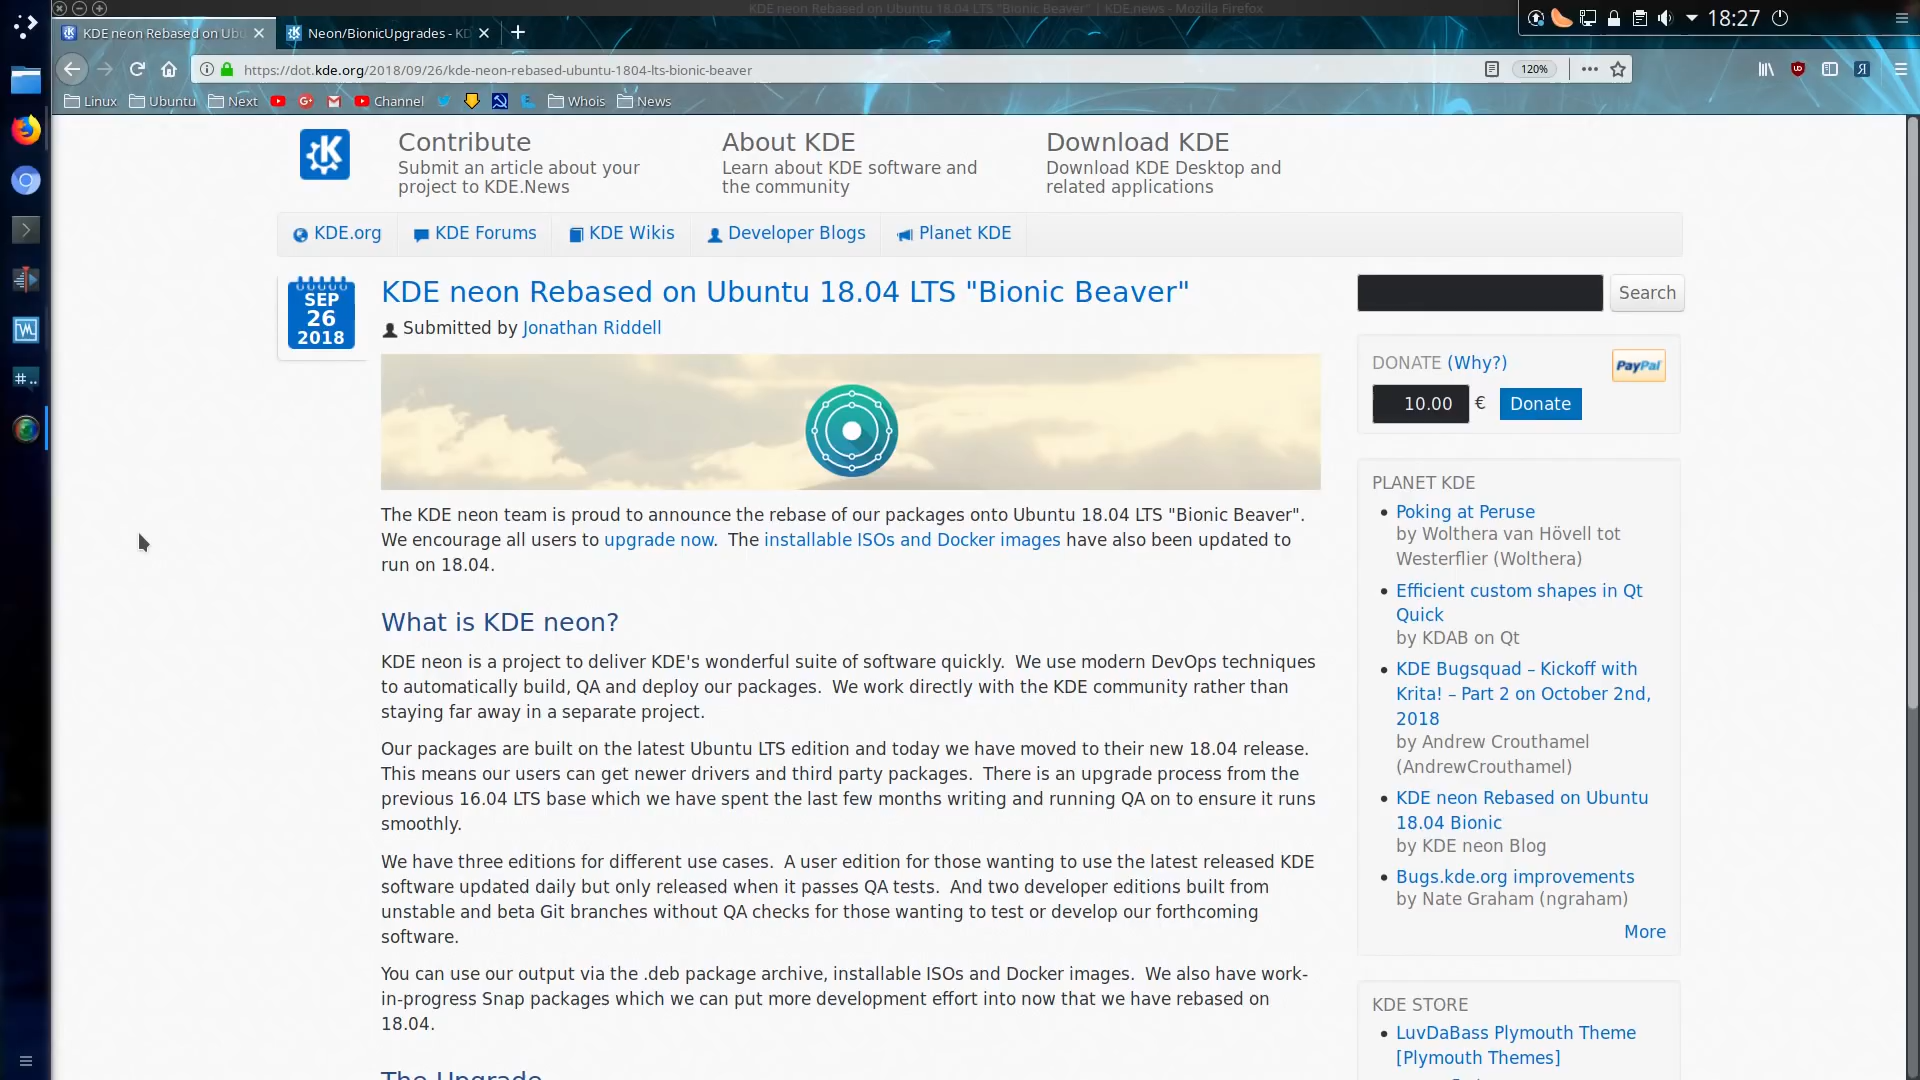 KDE neon Rebased on Ubuntu 18.04 LTS "Bionic Beaver" | KDE.news - Mozilla Firefox
18:27
KDE neon Rebased on Ubu
Neon/BionicUpgrades - KD
https://dot.kde.org/2018/09/26/kde-neon-rebased-ubuntu-1804-lts-bionic-beaver
120%
Linux Ubuntu Next Channel Whois News
Contribute
Submit an article about your
project to KDE.News
About KDE
Learn about KDE software and
the community
Download KDE
Download KDE Desktop and
related applications
KDE.org KDE Forums KDE Wikis Developer Blogs Planet KDE
SEP
26
2018
KDE neon Rebased on Ubuntu 18.04 LTS "Bionic Beaver"
Submitted by Jonathan Riddell
The KDE neon team is proud to announce the rebase of our packages onto Ubuntu 18.04 LTS "Bionic Beaver".
We encourage all users to upgrade now. The installable ISOs and Docker images have also been updated to
run on 18.04.
What is KDE neon?
KDE neon is a project to deliver KDE's wonderful suite of software quickly. We use modern DevOps techniques
to automatically build, QA and deploy our packages. We work directly with the KDE community rather than
staying far away in a separate project.
Our packages are built on the latest Ubuntu LTS edition and today we have moved to their new 18.04 release.
This means our users can get newer drivers and third party packages. There is an upgrade process from the
previous 16.04 LTS base which we have spent the last few months writing and running QA on to ensure it runs
smoothly.
We have three editions for different use cases. A user edition for those wanting to use the latest released KDE
software updated daily but only released when it passes QA tests. And two developer editions built from
unstable and beta Git branches without QA checks for those wanting to test or develop our forthcoming
software.
You can use our output via the .deb package archive, installable ISOs and Docker images. We also have work-
in-progress Snap packages which we can put more development effort into now that we have rebased on
18.04.
The Upgrade
Search
DONATE (Why?)
PayPal
10.00 € Donate
PLANET KDE
Poking at Peruse
by Wolthera van Hövell tot
Westerflier (Wolthera)
Efficient custom shapes in Qt
Quick
by KDAB on Qt
KDE Bugsquad – Kickoff with
Krita! – Part 2 on October 2nd,
2018
by Andrew Crouthamel
(AndrewCrouthamel)
KDE neon Rebased on Ubuntu
18.04 Bionic
by KDE neon Blog
Bugs.kde.org improvements
by Nate Graham (ngraham)
More
KDE STORE
LuvDaBass Plymouth Theme
[Plymouth Themes]